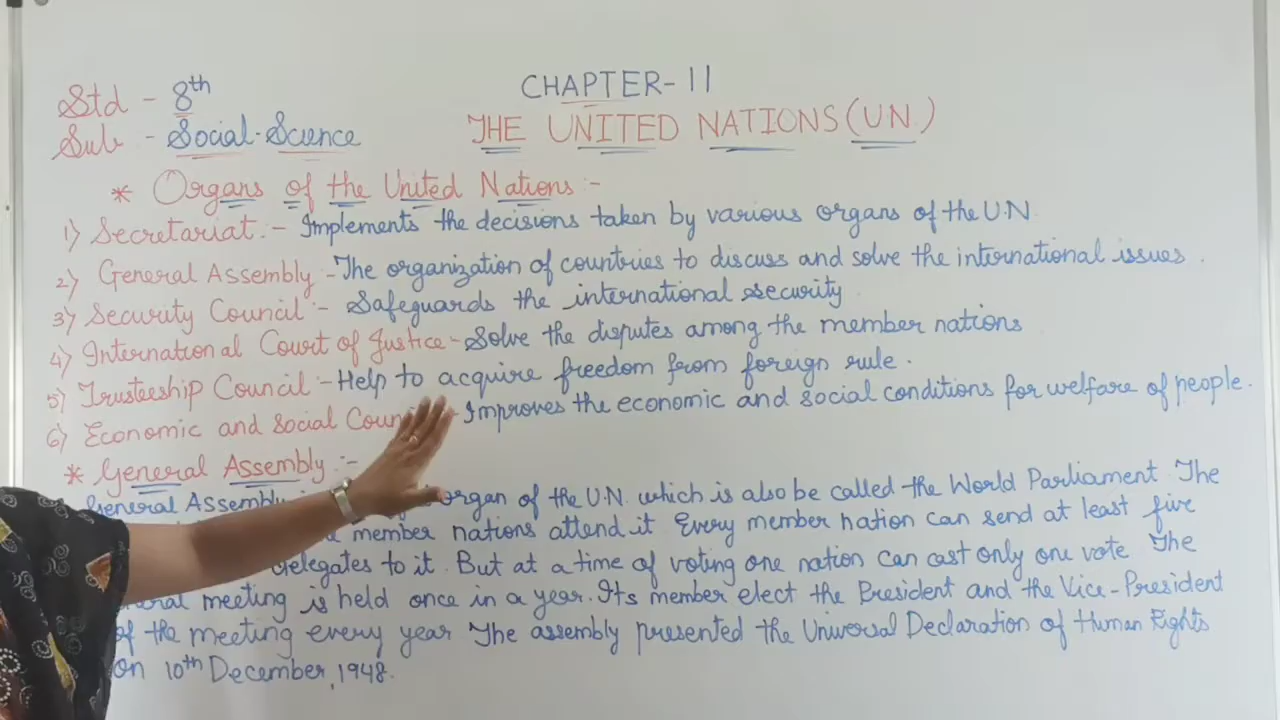 CHAPTER-11
Std - 8th
Sub - Social-Science
THE UNITED NATIONS (U.N.)
* Organs of the United Nations :-
1) Secretariat :- Implements the decisions taken by various organs of the U.N.
2) General Assembly - The organization of countries to discuss and solve the international issues.
3) Security Council :- Safeguards the international security
4) International Court of Justice - Solve the disputes among the member nations
5) Trusteeship Council :- Help to acquire freedom from foreign rule.
6) Economic and Social Council - Improves the economic and social conditions for welfare of people.
* General Assembly :-
General Assembly organ of the U.N. which is also be called the World Parliament The
member nations attend it Every member nation can send at least five
delegates to it. But at a time of voting one nation can cast only one vote The
meeting is held once in a year. Its member elect the President and the Vice-President
of the meeting every year The assembly presented the Universal Declaration of Human Rights
on 10th December, 1948.